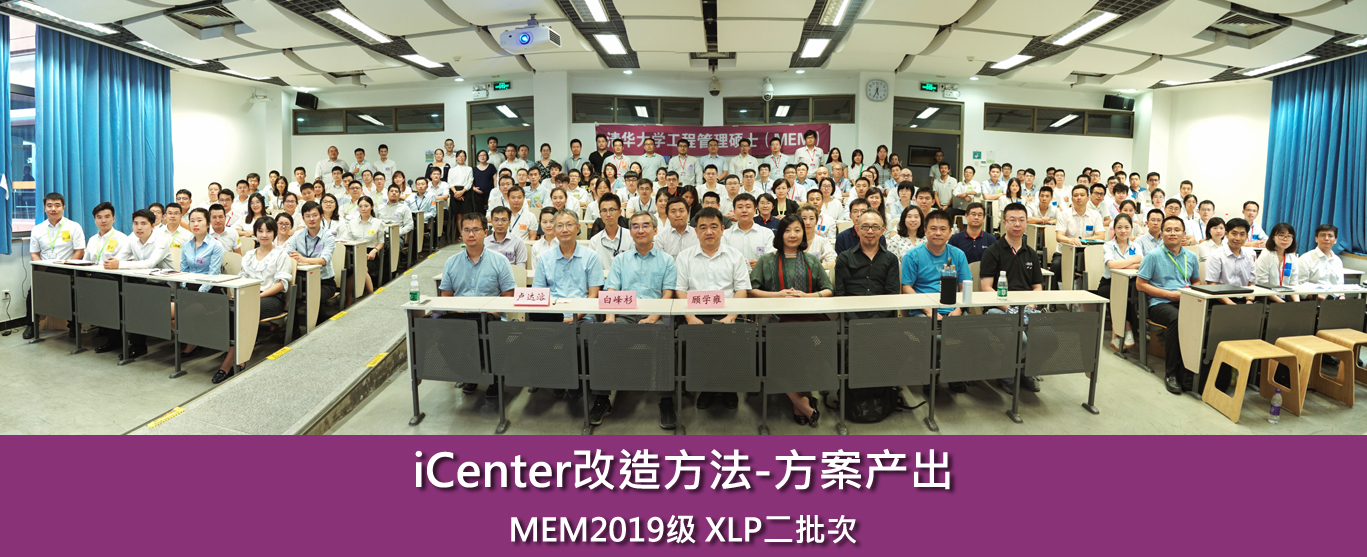 清华大学工程管理硕士（MEM）
卢达溶
白峰杉
顾学雍
iCenter改造方法-方案产出
MEM2019级 XLP二批次